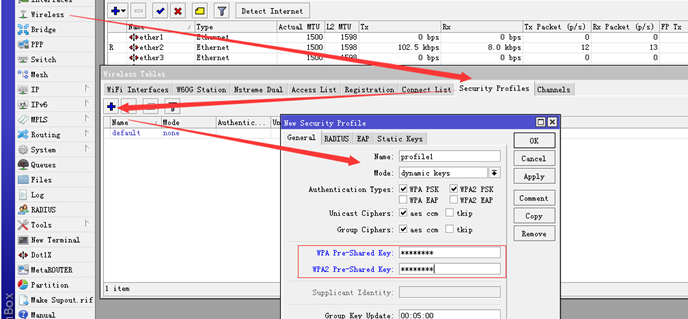 Interfaces
Wireless
Bridge
PPP
Switch
Mesh
IP
IPv6
MPLS
Routing
System
Queues
Files
Log
RADIUS
Tools
New Terminal
Dot1X
MetaROUTER
Partition
Make Supout.rif
Manual
Box
Detect Internet
Name Type Actual MTU L2 MTU Tx Rx Tx Packet (p/s) Rx Packet (p/s) FP Tx
ether1 Ethernet 1500 1598 0 bps 0 bps 0 0
R ether2 Ethernet 1500 1598 102.5 kbps 8.0 kbps 12 13
ether3 Ethernet 1500 1598 0 bps 0 bps 0 0
Wireless Tables
WiFi Interfaces W60G Station Nstreme Dual Access List Registration Connect List Security Profiles Channels
Name Mode Authentic...
default none
1 item
New Security Profile
General RADIUS EAP Static Keys
Name: profile1
Mode: dynamic keys
Authentication Types: WPA PSK WPA2 PSK
WPA EAP WPA2 EAP
Unicast Ciphers: aes ccm tkip
Group Ciphers: aes ccm tkip
WPA Pre-Shared Key: ********
WPA2 Pre-Shared Key: ********
Supplicant Identity:
Group Key Update: 00:05:00
OK
Cancel
Apply
Comment
Copy
Remove